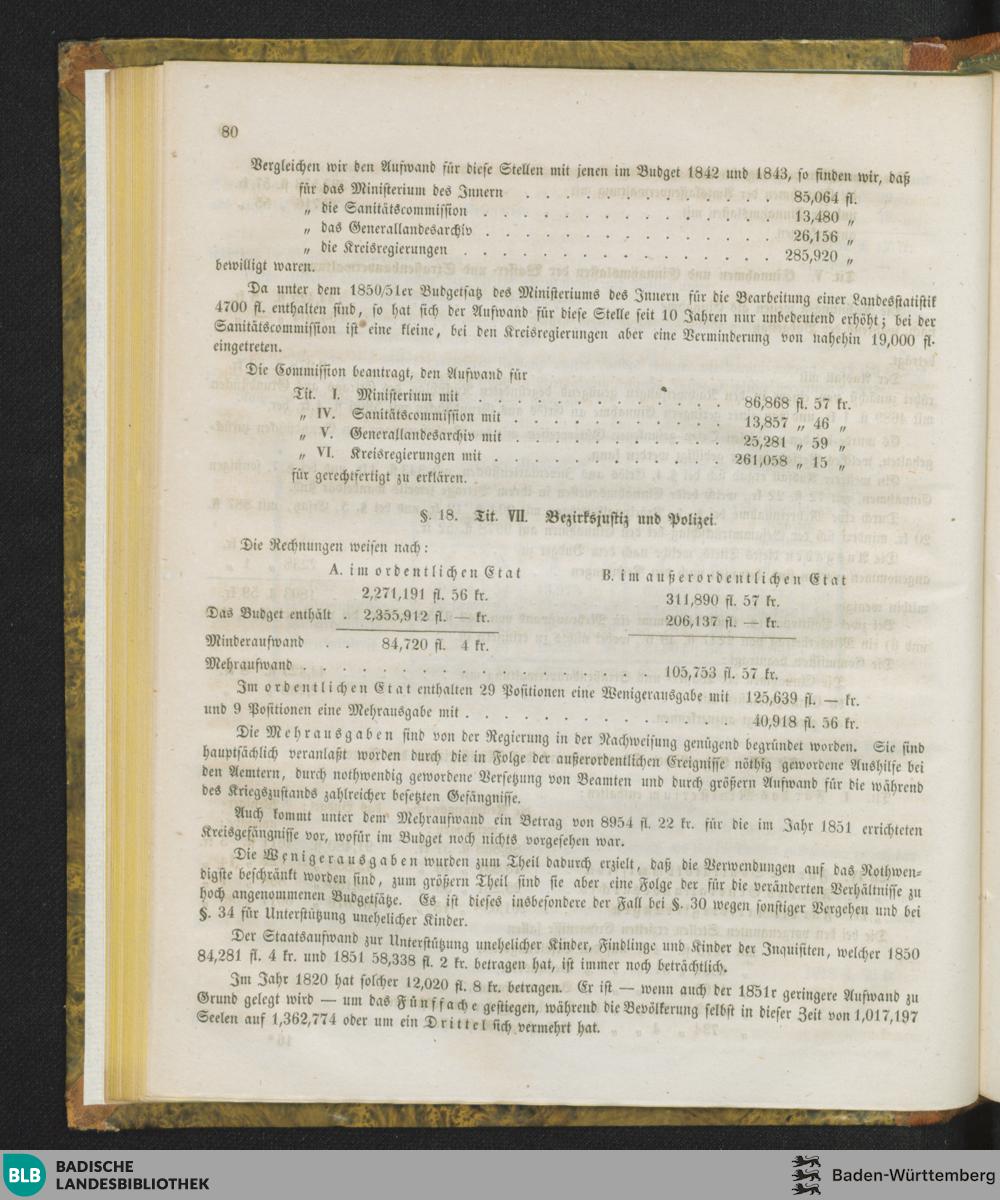 80
Vergleichen wir den Aufwand für diese Stellen mit jenen im Budget 1842 und 1843, so finden wir, daß
für das Ministerium des Innern . . . . . . . . . . . . . 85,064 fl.
„ die Sanitätscommission . . . . . . . . . . . . . . . 13,480 „
„ das Generallandesarchiv . . . . . . . . . . . . . . . 26,156 „
„ die Kreisregierungen . . . . . . . . . . . . . . . . 285,920 „
bewilligt waren.
Da unter dem 1850/51er Budgetsatz des Ministeriums des Innern für die Bearbeitung einer Landesstatistik
4700 fl. enthalten sind, so hat sich der Aufwand für diese Stelle seit 10 Jahren nur unbedeutend erhöht; bei der
Sanitätscommission ist eine kleine, bei den Kreisregierungen aber eine Verminderung von nahehin 19,000 fl.
eingetreten.
Die Commission beantragt, den Aufwand für
Tit. I. Ministerium mit . . . . . . . . . . . . . 86,868 fl. 57 kr.
„ IV. Sanitätscommission mit . . . . . . . . . . . 13,857 „ 46 „
„ V. Generallandesarchiv mit . . . . . . . . . . . 25,281 „ 59 „
„ VI. Kreisregierungen mit . . . . . . . . . . . . 261,058 „ 15 „
für gerechtfertigt zu erklären.
§. 18. Tit. VII. Bezirksjustiz und Polizei.
Die Rechnungen weisen nach:
A. im ordentlichen Etat B. im außerordentlichen Etat
2,271,191 fl. 56 kr. 311,890 fl. 57 kr.
Das Budget enthält . 2,355,912 fl. — kr. 206,137 fl. — kr.
Minderaufwand . . 84,720 fl. 4 kr.
Mehraufwand . . . . . . . . . . . . . . . . . . 105,753 fl. 57 kr.
Im ordentlichen Etat enthalten 29 Positionen eine Wenigerausgabe mit 125,639 fl. — kr.
und 9 Positionen eine Mehrausgabe mit . . . . . . . . . . . . . 40,918 fl. 56 kr.
Die Mehrausgaben sind von der Regierung in der Nachweisung genügend begründet worden. Sie sind
hauptsächlich veranlaßt worden durch die in Folge der außerordentlichen Ereignisse nöthig gewordene Aushilfe bei
den Aemtern, durch nothwendig gewordene Versetzung von Beamten und durch größern Aufwand für die während
des Kriegszustands zahlreicher besetzten Gefängnisse.
Auch kommt unter dem Mehraufwand ein Betrag von 8954 fl. 22 kr. für die im Jahr 1851 errichteten
Kreisgefängnisse vor, wofür im Budget noch nichts vorgesehen war.
Die Wenigerausgaben wurden zum Theil dadurch erzielt, daß die Verwendungen auf das Nothwen-
digste beschränkt worden sind, zum größern Theil sind sie aber eine Folge der für die veränderten Verhältnisse zu
hoch angenommenen Budgetsätze. Es ist dieses insbesondere der Fall bei §. 30 wegen sonstiger Vergehen und bei
§. 34 für Unterstützung unehelicher Kinder.
Der Staatsaufwand zur Unterstützung unehelicher Kinder, Findlinge und Kinder der Inquisiten, welcher 1850
84,281 fl. 4 kr. und 1851 58,338 fl. 2 kr. betragen hat, ist immer noch beträchtlich.
Im Jahr 1820 hat solcher 12,020 fl. 8 kr. betragen. Er ist — wenn auch der 1851r geringere Aufwand zu
Grund gelegt wird — um das Fünffache gestiegen, während die Bevölkerung selbst in dieser Zeit von 1,017,197
Seelen auf 1,362,774 oder um ein Drittel sich vermehrt hat.
BLB BADISCHE
LANDESBIBLIOTHEK
Baden-Württemberg